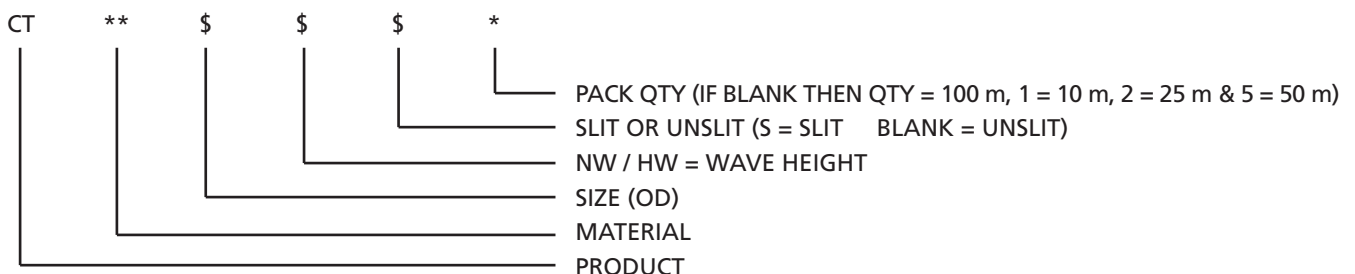 CT ** $ $ $ *
PACK QTY (IF BLANK THEN QTY = 100 m, 1 = 10 m, 2 = 25 m & 5 = 50 m)
SLIT OR UNSLIT (S = SLIT BLANK = UNSLIT)
NW / HW = WAVE HEIGHT
SIZE (OD)
MATERIAL
PRODUCT